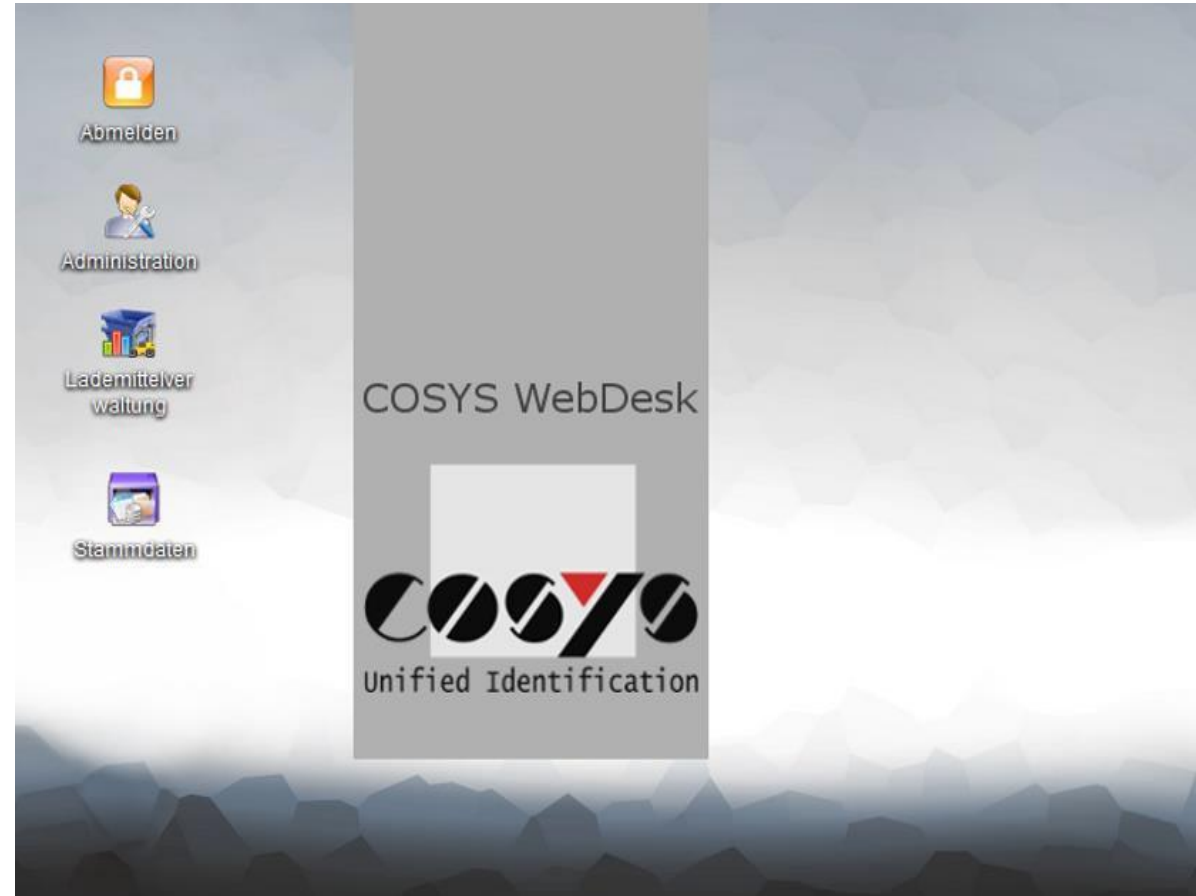 Abmelden
Administration
Lademittelver
waltung
Stammdaten
COSYS WebDesk
cosys
Unified Identification